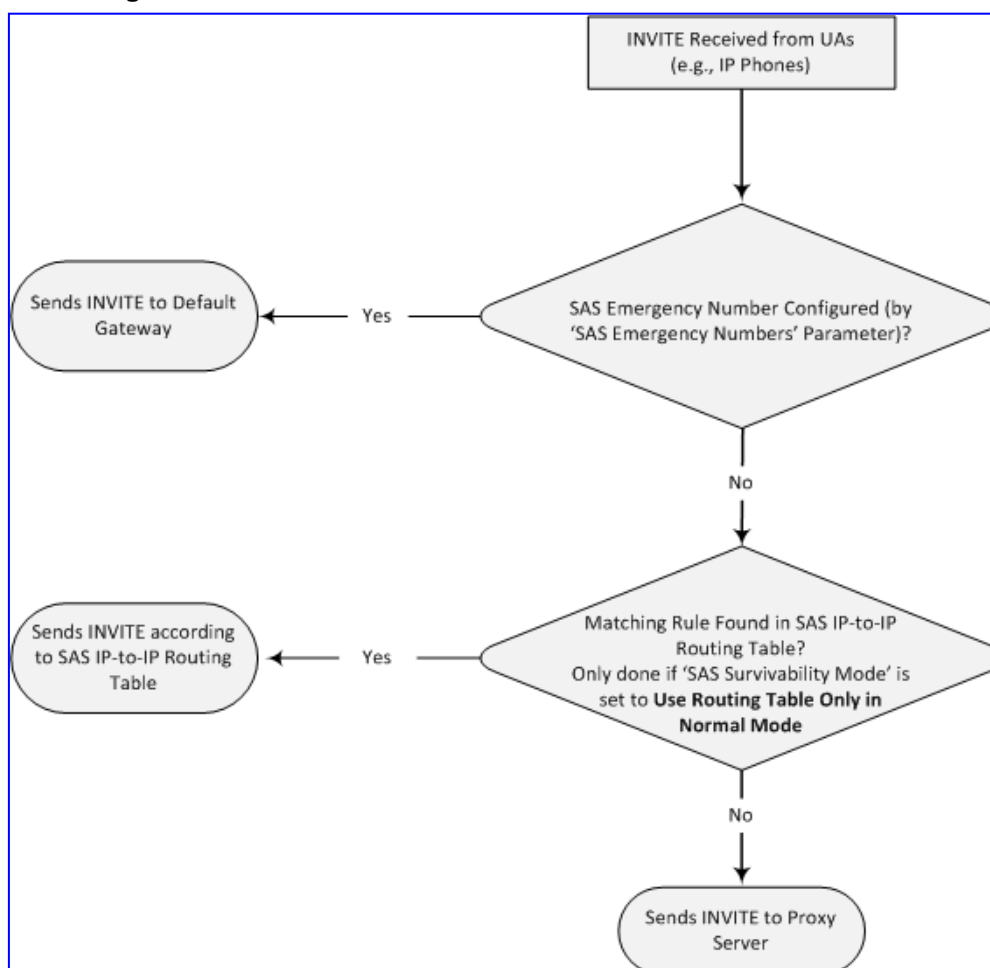 INVITE Received from UAs
(e.g., IP Phones)
Sends INVITE to Default
Gateway
Yes
SAS Emergency Number Configured (by
‘SAS Emergency Numbers’ Parameter)?
No
Sends INVITE according
to SAS IP-to-IP Routing
Table
Yes
Matching Rule Found in SAS IP-to-IP
Routing Table?
Only done if ‘SAS Survivability Mode’ is
set to Use Routing Table Only in
Normal Mode
No
Sends INVITE to Proxy
Server